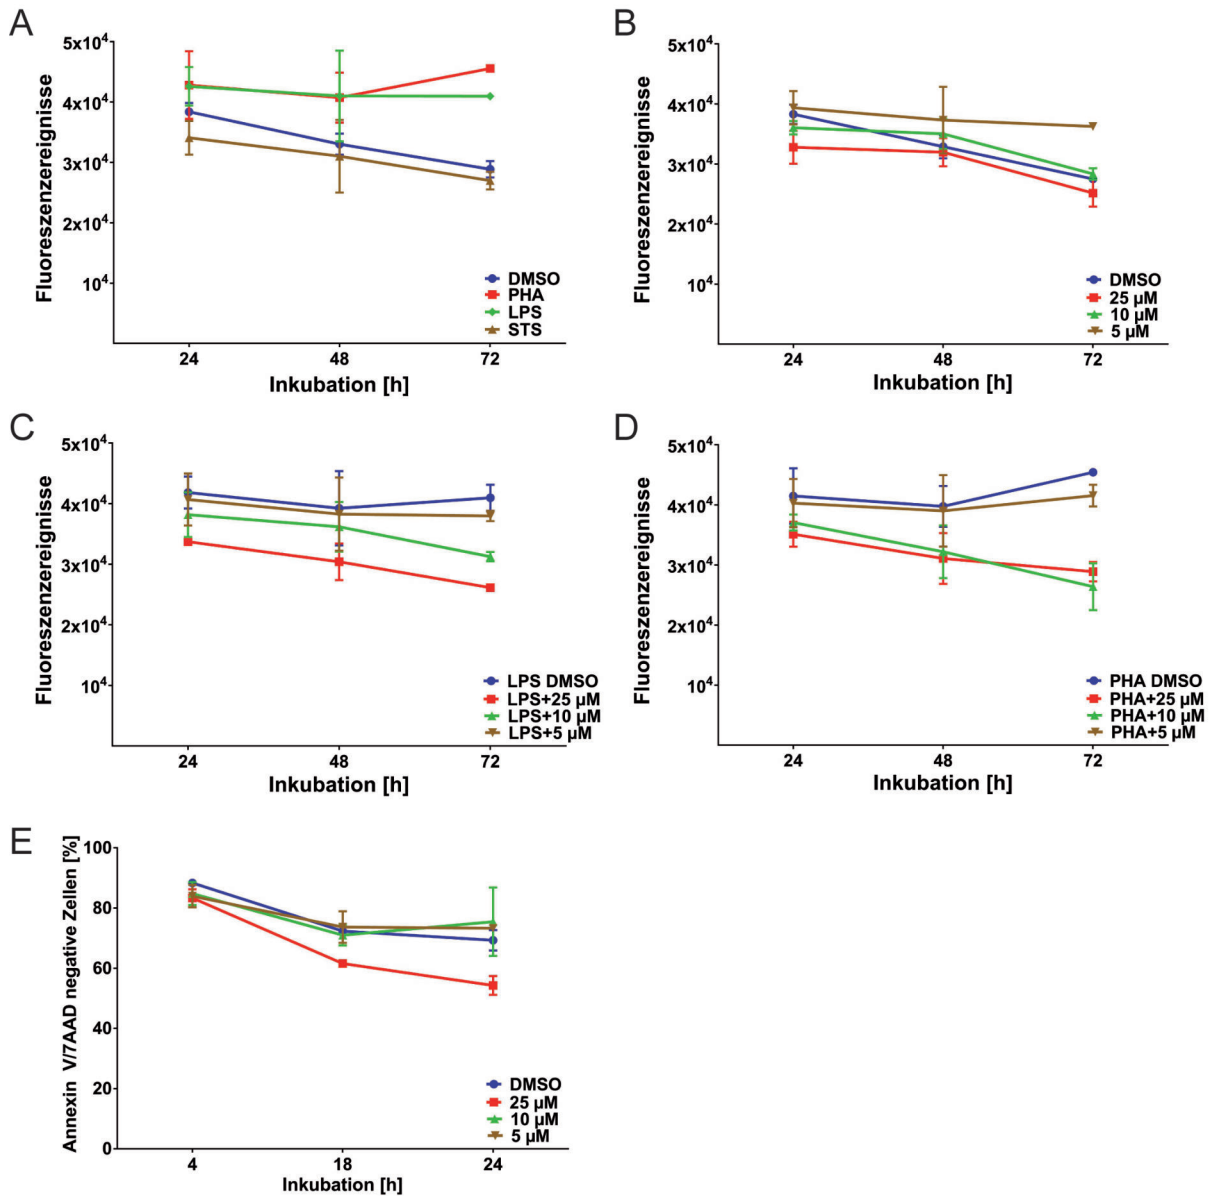 A
Fluoreszenzereignisse
5x10⁴
4x10⁴
3x10⁴
2x10⁴
10⁴
DMSO
PHA
LPS
STS
24 48 72
Inkubation [h]
B
Fluoreszenzereignisse
5x10⁴
4x10⁴
3x10⁴
2x10⁴
10⁴
DMSO
25 µM
10 µM
5 µM
24 48 72
Inkubation [h]
C
Fluoreszenzereignisse
5x10⁴
4x10⁴
3x10⁴
2x10⁴
10⁴
LPS DMSO
LPS+25 µM
LPS+10 µM
LPS+5 µM
24 48 72
Inkubation [h]
D
Fluoreszenzereignisse
5x10⁴
4x10⁴
3x10⁴
2x10⁴
10⁴
PHA DMSO
PHA+25 µM
PHA+10 µM
PHA+5 µM
24 48 72
Inkubation [h]
E
Annexin V/7AAD negative Zellen [%]
100
80
60
40
20
0
DMSO
25 µM
10 µM
5 µM
4 18 24
Inkubation [h]